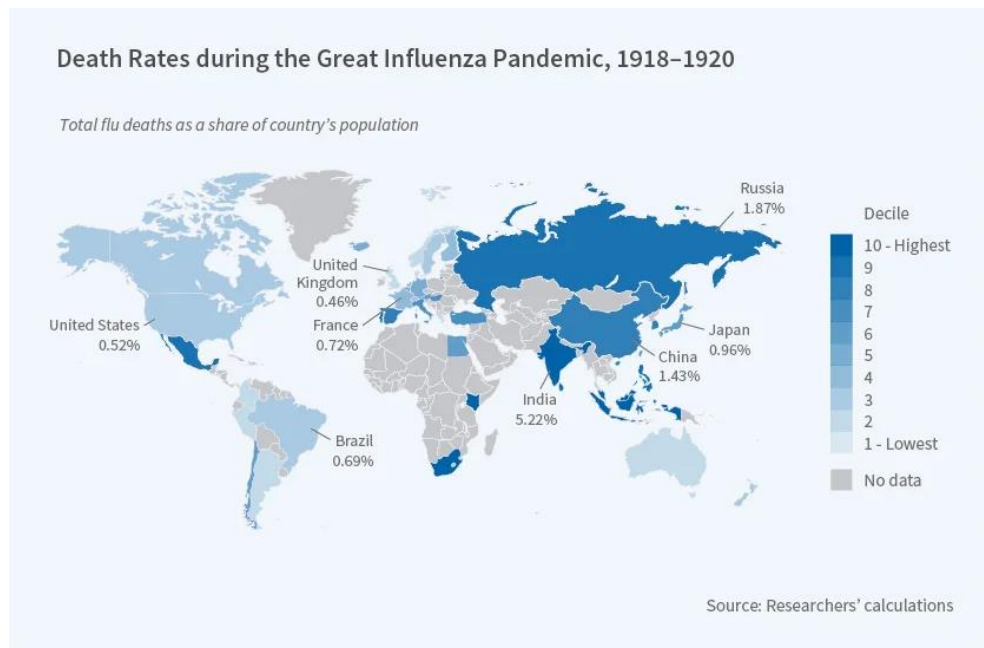 Death Rates during the Great Influenza Pandemic, 1918–1920
Total flu deaths as a share of country’s population
Russia
1.87%
United
Kingdom
0.46%
United States
0.52%
France
0.72%
Japan
0.96%
China
1.43%
India
5.22%
Brazil
0.69%
Decile
10 - Highest
9
8
7
6
5
4
3
2
1 - Lowest
No data
Source: Researchers’ calculations